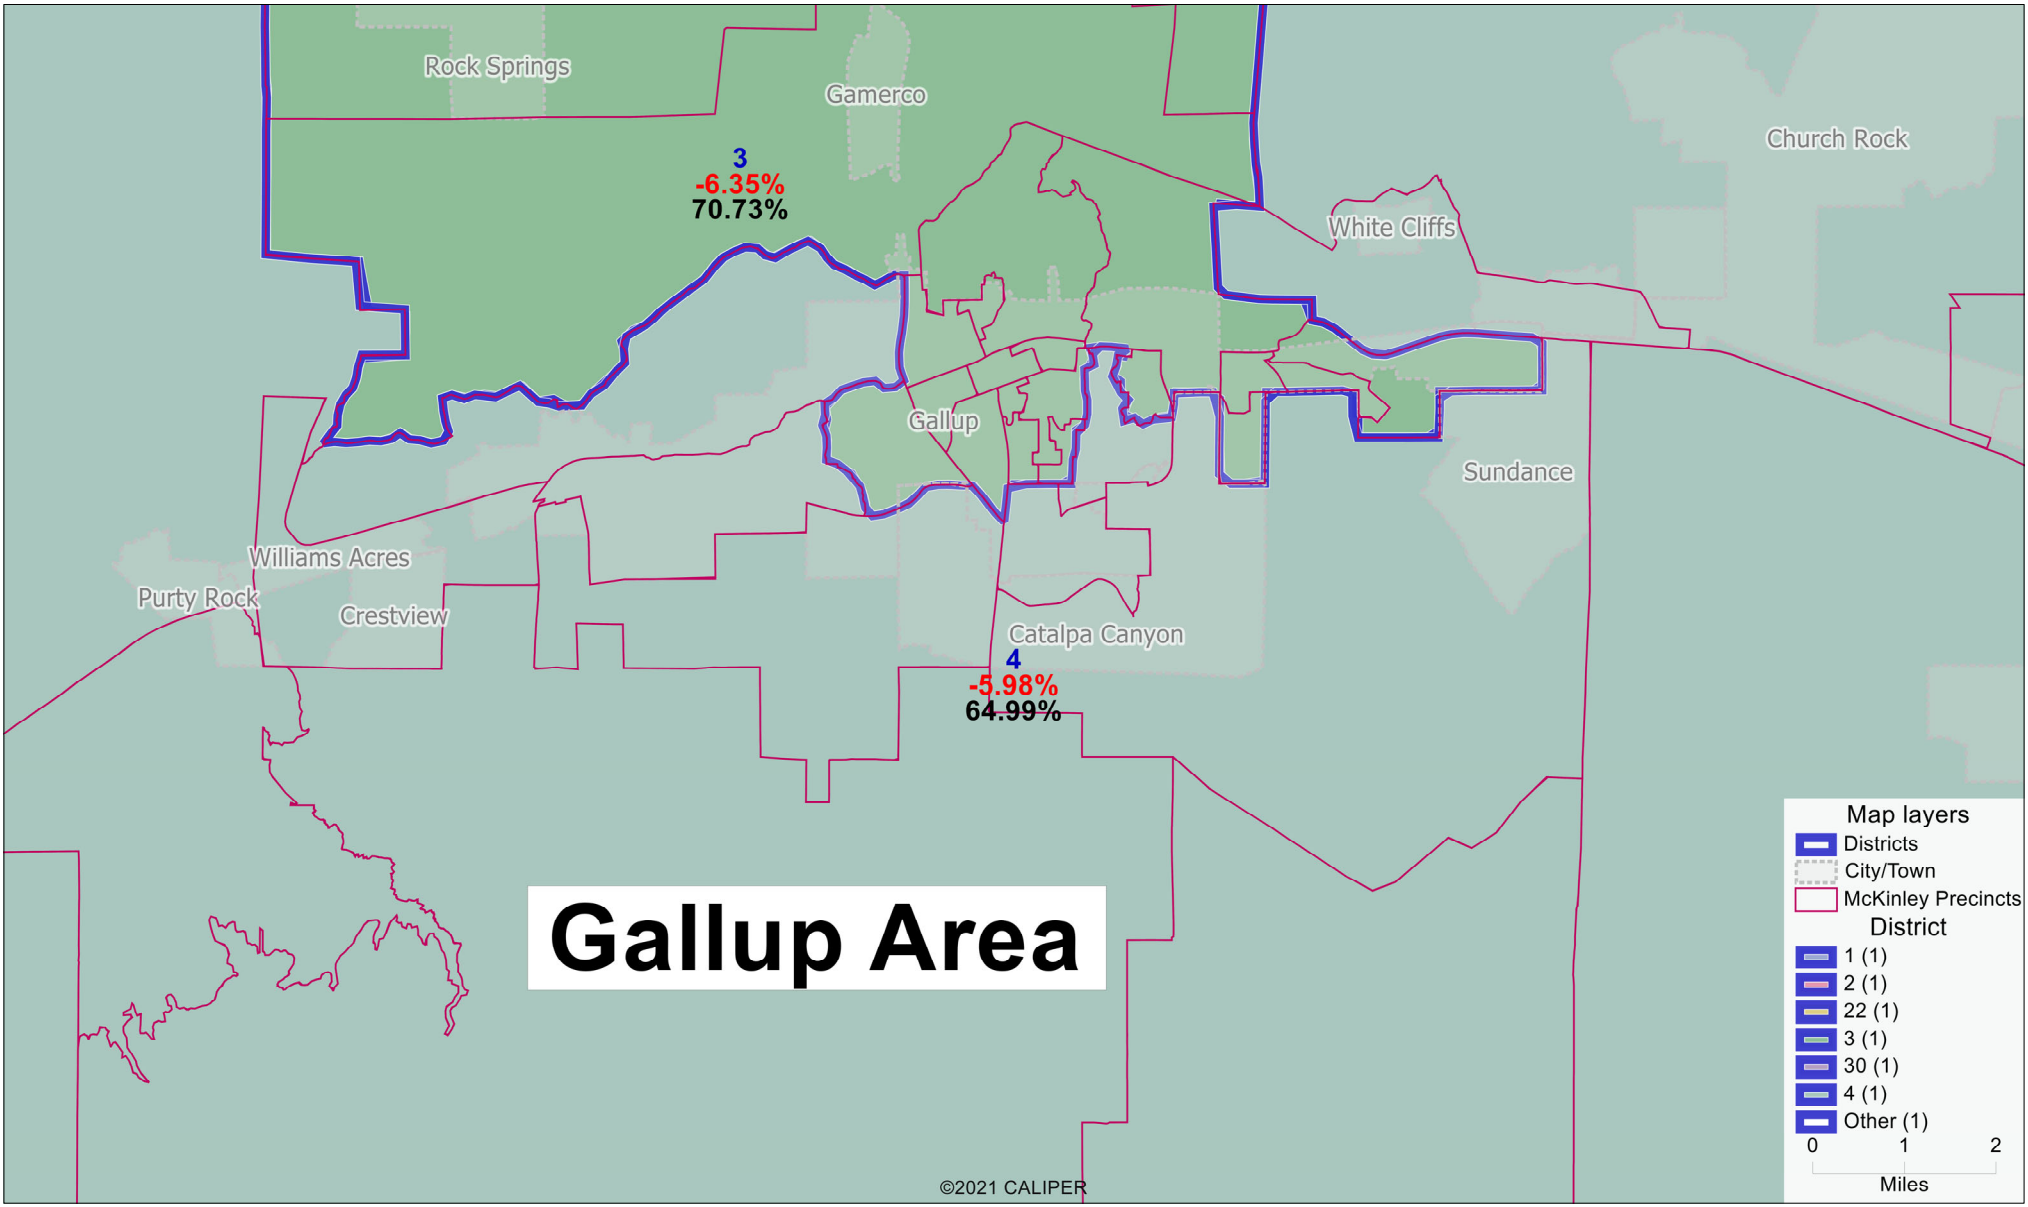 Rock Springs
Gamerco
Church Rock
3
-6.35%
70.73%
White Cliffs
Gallup
Sundance
Williams Acres
Purty Rock
Crestview
Catalpa Canyon
4
-5.98%
64.99%
Gallup Area
Map layers
Districts
City/Town
McKinley Precincts
District
1 (1)
2 (1)
22 (1)
3 (1)
30 (1)
4 (1)
Other (1)
0 1 2
Miles
©2021 CALIPER